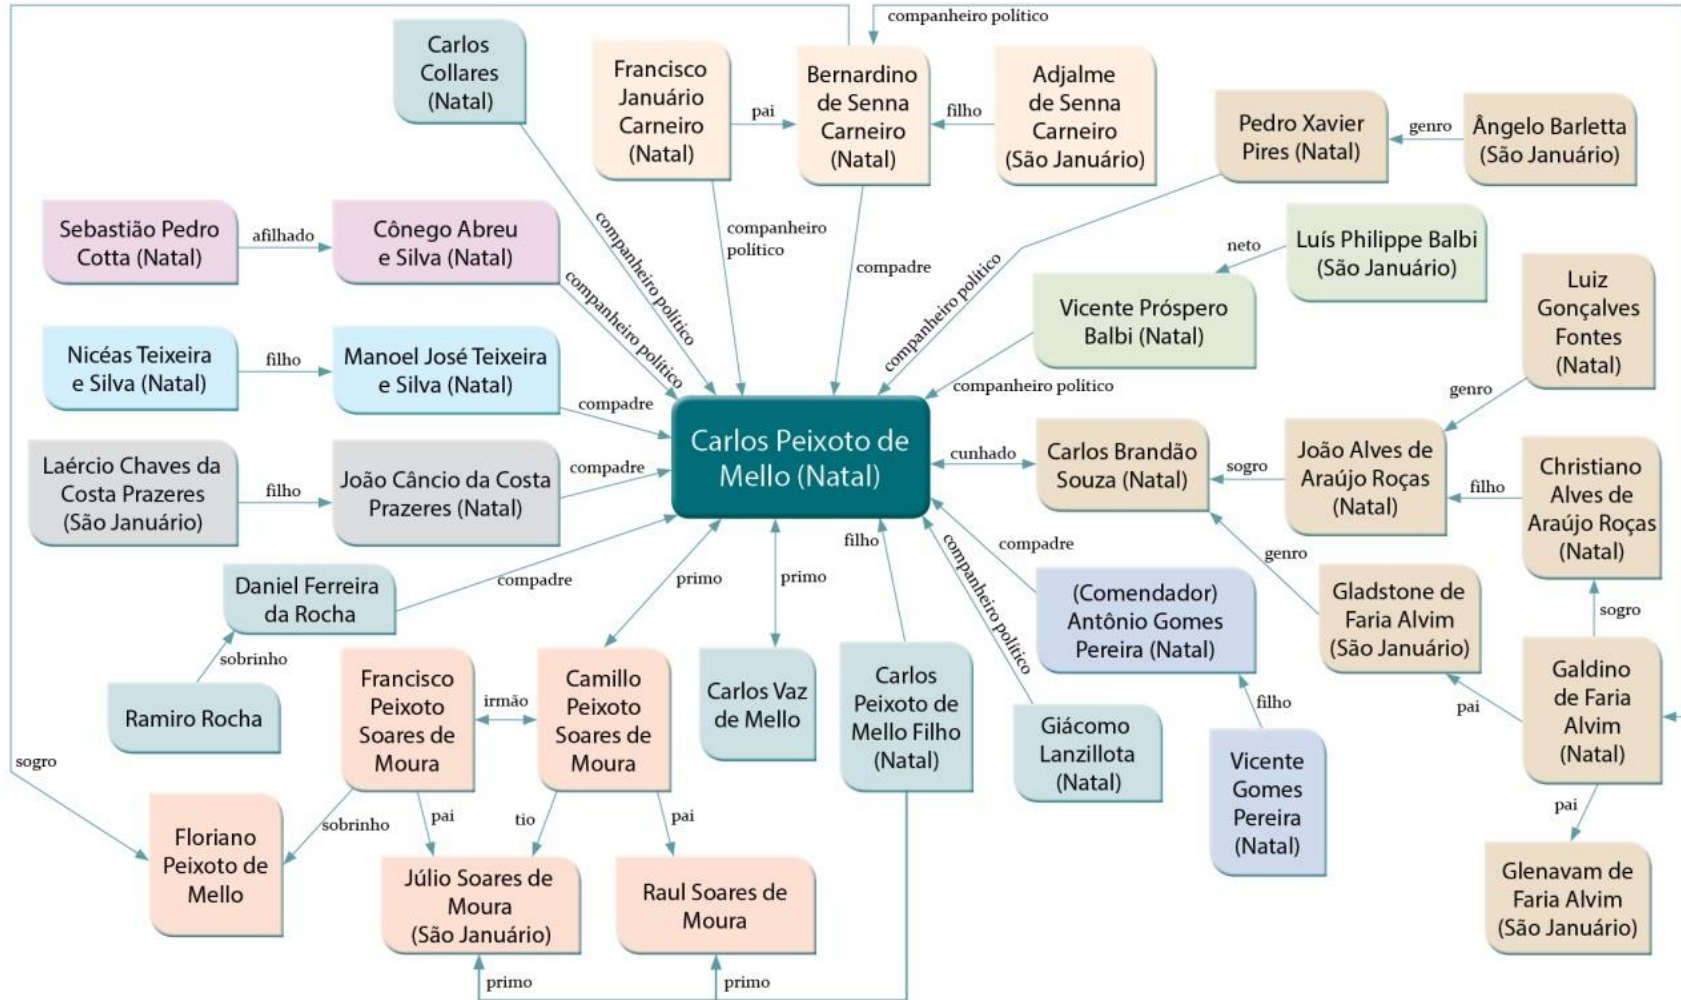 companheiro político
Carlos
Collares
(Natal)
Francisco
Januário
Carneiro
(Natal)
pai
Bernardino
de Senna
Carneiro
(Natal)
filho
Adjalme
de Senna
Carneiro
(São Januário)
Pedro Xavier
Pires (Natal)
genro
Ângelo Barletta
(São Januário)
Sebastião Pedro
Cotta (Natal)
afilhado
Cônego Abreu
e Silva (Natal)
companheiro político
companheiro político
companheiro
político
compadre
companheiro político
neto
Luís Philippe Balbi
(São Januário)
Vicente Próspero
Balbi (Natal)
companheiro político
Luiz
Gonçalves
Fontes
(Natal)
genro
Nicéas Teixeira
e Silva (Natal)
filho
Manoel José Teixeira
e Silva (Natal)
compadre
Carlos Peixoto de
Mello (Natal)
cunhado
Carlos Brandão
Souza (Natal)
sogro
João Alves de
Araújo Roças
(Natal)
filho
Christiano
Alves de
Araújo Roças
(Natal)
Laércio Chaves da
Costa Prazeres
(São Januário)
filho
João Câncio da Costa
Prazeres (Natal)
compadre
Daniel Ferreira
da Rocha
compadre
sobrinho
Ramiro Rocha
primo
primo
filho
companheiro político
compadre
(Comendador)
Antônio Gomes
Pereira (Natal)
genro
Gladstone de
Faria Alvim
(São Januário)
sogro
Galdino
de Faria
Alvim
(Natal)
pai
Francisco
Peixoto
Soares de
Moura
irmão
Camillo
Peixoto
Soares de
Moura
Carlos Vaz
de Mello
Carlos
Peixoto de
Mello Filho
(Natal)
Giácomo
Lanzillota
(Natal)
filho
Vicente
Gomes
Pereira
(Natal)
sogro
Floriano
Peixoto de
Mello
sobrinho
pai
tio
pai
Júlio Soares de
Moura
(São Januário)
Raul Soares de
Moura
pai
Glenavam de
Faria Alvim
(São Januário)
primo
primo